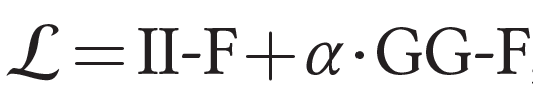 ℒ = II-F + α · GG-F,